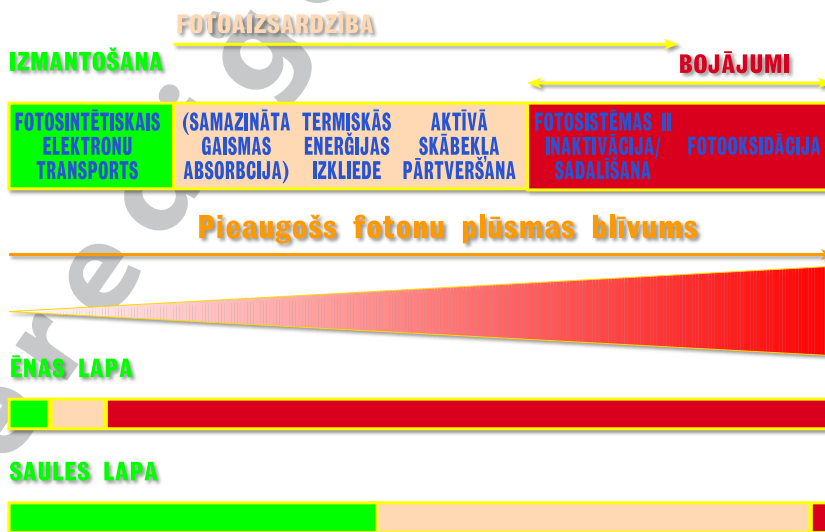 FOTOAIZSARDZĪBA
IZMANTOŠANA
BOJĀJUMI
FOTOSINTĒTISKAIS
ELEKTRONU
TRANSPORTS
(SAMAZINĀTA
GAISMAS
ABSORBCIJA)
TERMISKĀS
ENERĢIJAS
IZKLIEDE
AKTĪVĀ
SKĀBEKĻA
PĀRTVERŠANA
FOTOSISTĒMAS II
INAKTIVĀCIJA/
SADALĪŠANA
FOTOOKSIDĀCIJA
Pieaugošs fotonu plūsmas blīvums
ĒNAS LAPA
SAULES LAPA